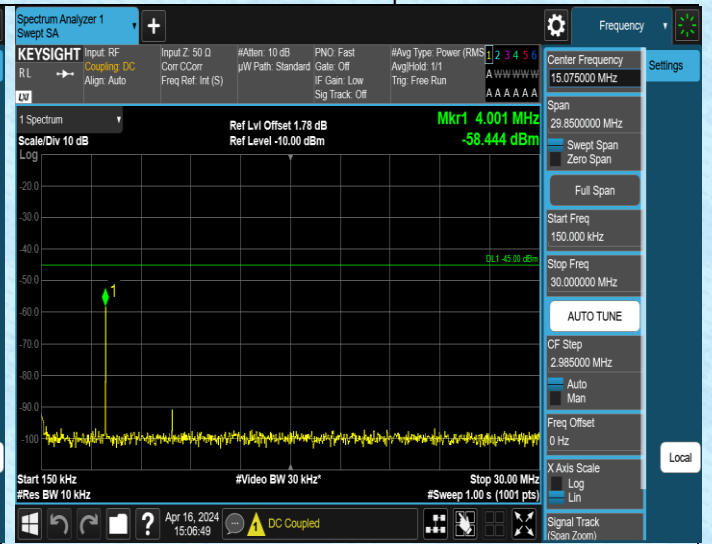 Spectrum Analyzer 1
Swept SA
+
Frequency
KEYSIGHT
RL
LXI
Input: RF
Coupling: DC
Align: Auto
Input Z: 50 Ω
Corr CCorr
Freq Ref: Int (S)
#Atten: 10 dB
µW Path: Standard
PNO: Fast
Gate: Off
IF Gain: Low
Sig Track: Off
#Avg Type: Power (RMS
Avg|Hold: 1/1
Trig: Free Run
1 2 3 4 5 6
A W W W W W
A A A A A A
1 Spectrum
Scale/Div 10 dB
Log
Ref Lvl Offset 1.78 dB
Ref Level -10.00 dBm
Mkr1 4.001 MHz
-58.444 dBm
-20.0
-30.0
-40.0
DL1 -45.00 dBm
-50.0
1
-60.0
-70.0
-80.0
-90.0
-100
Start 150 kHz
#Res BW 10 kHz
#Video BW 30 kHz*
Stop 30.00 MHz
#Sweep 1.00 s (1001 pts)
Center Frequency
15.075000 MHz
Settings
Span
29.8500000 MHz
Swept Span
Zero Span
Full Span
Start Freq
150.000 kHz
Stop Freq
30.000000 MHz
AUTO TUNE
CF Step
2.985000 MHz
Auto
Man
Freq Offset
0 Hz
X Axis Scale
Log
Lin
Local
Signal Track
(Span Zoom)
?
Apr 16, 2024
15:06:49
1
DC Coupled